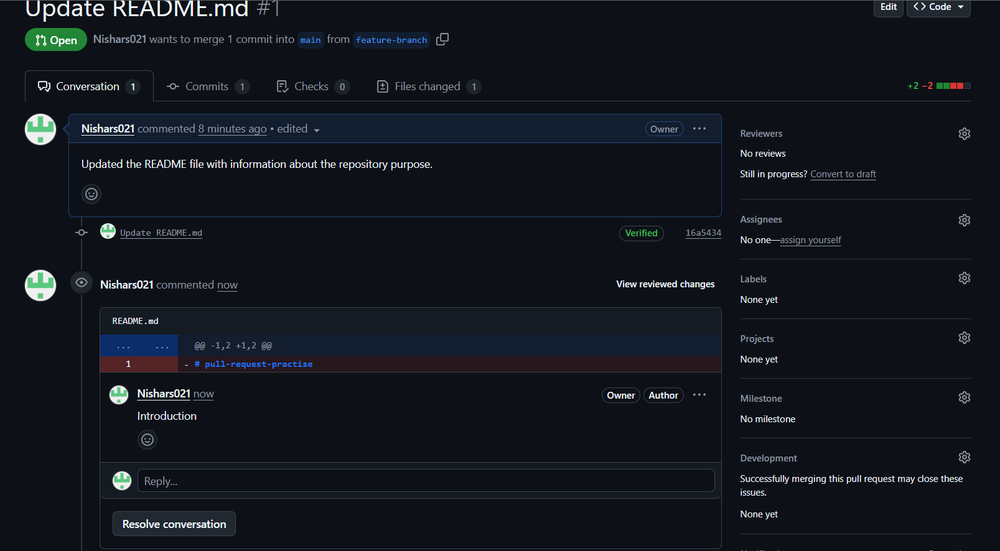 Update README.md #1
Edit
<> Code
Open
Nishars021 wants to merge 1 commit into main from feature-branch
Conversation 1
Commits 1
Checks 0
Files changed 1
+2 −2
Nishars021 commented 8 minutes ago • edited
Owner
Updated the README file with information about the repository purpose.
Update README.md
Verified
16a5434
Nishars021 commented now
View reviewed changes
README.md
... ... @@ -1,2 +1,2 @@
1 - # pull-request-practise
Nishars021 now
Owner Author
Introduction
Reply...
Resolve conversation
Reviewers
No reviews
Still in progress? Convert to draft
Assignees
No one—assign yourself
Labels
None yet
Projects
None yet
Milestone
No milestone
Development
Successfully merging this pull request may close these
issues.
None yet